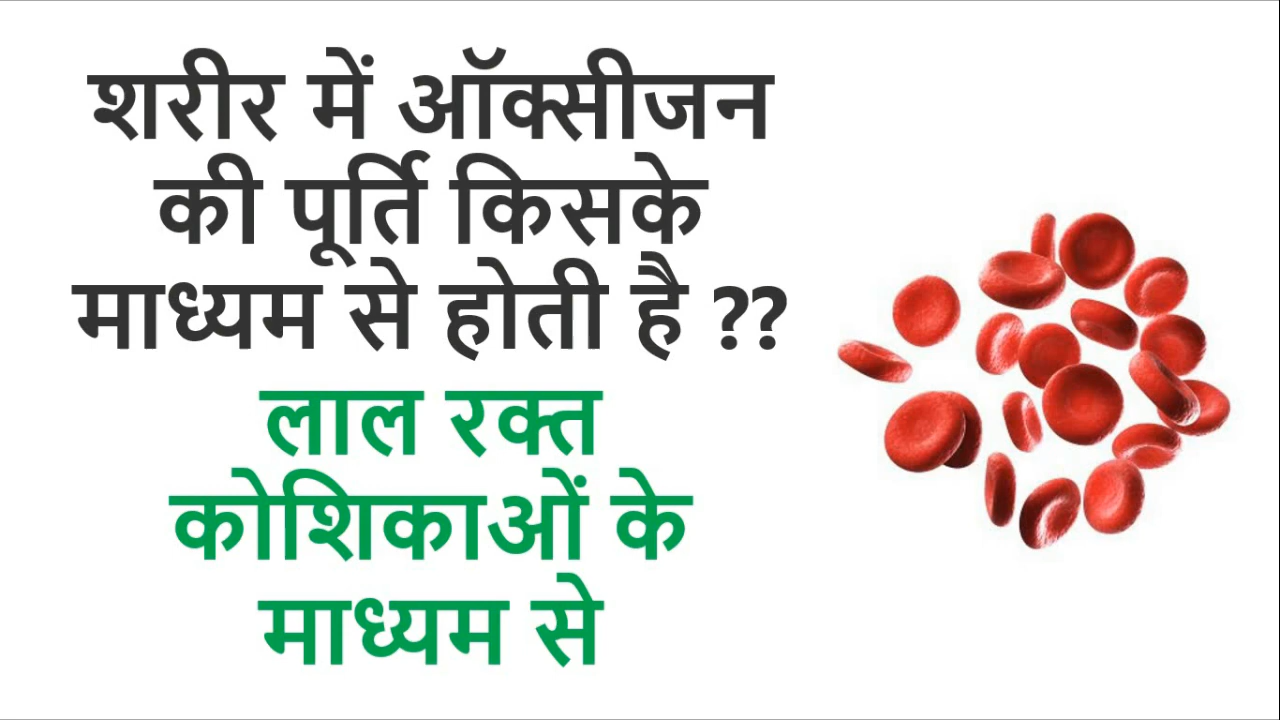 शरीर में ऑक्सीजन
की पूर्ति किसके
माध्यम से होती है ??
लाल रक्त
कोशिकाओं के
माध्यम से